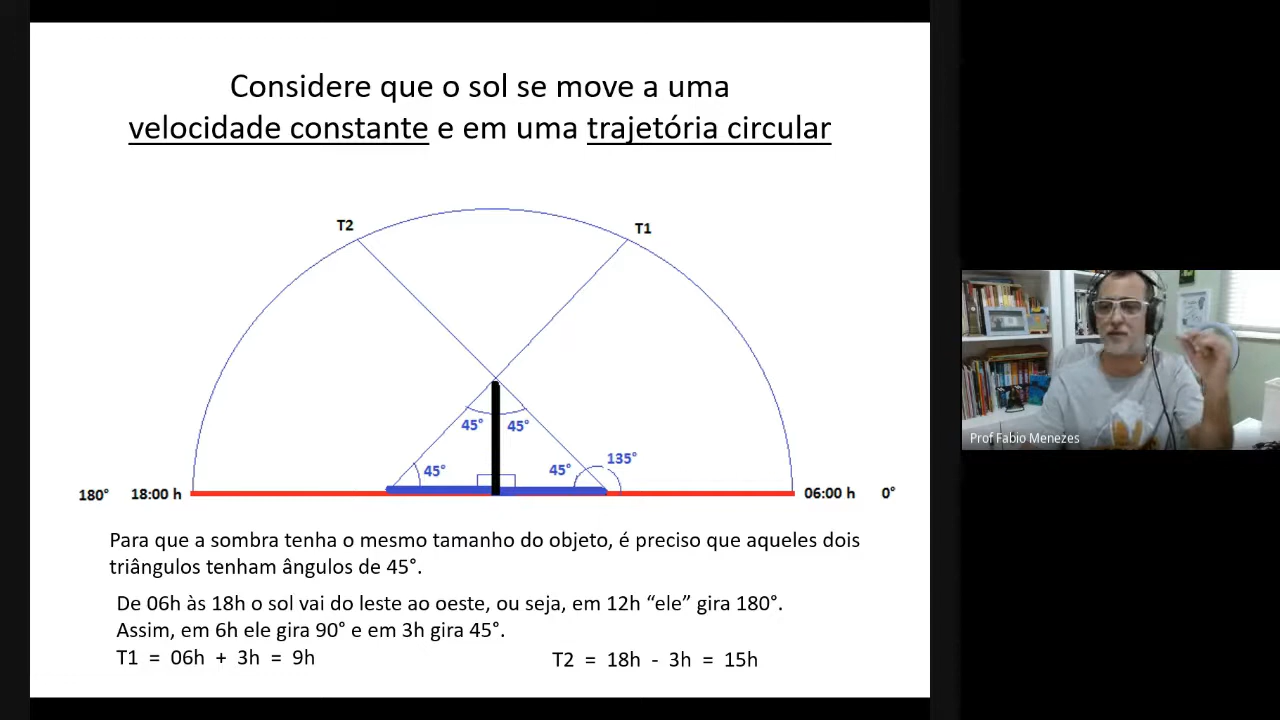 Considere que o sol se move a uma
velocidade constante e em uma trajetória circular
T2
T1
45°
45°
45°
45°
135°
180°
18:00 h
06:00 h
0°
Para que a sombra tenha o mesmo tamanho do objeto, é preciso que aqueles dois
triângulos tenham ângulos de 45°.
De 06h às 18h o sol vai do leste ao oeste, ou seja, em 12h “ele” gira 180°.
Assim, em 6h ele gira 90° e em 3h gira 45°.
T1 = 06h + 3h = 9h
T2 = 18h - 3h = 15h
Prof Fabio Menezes